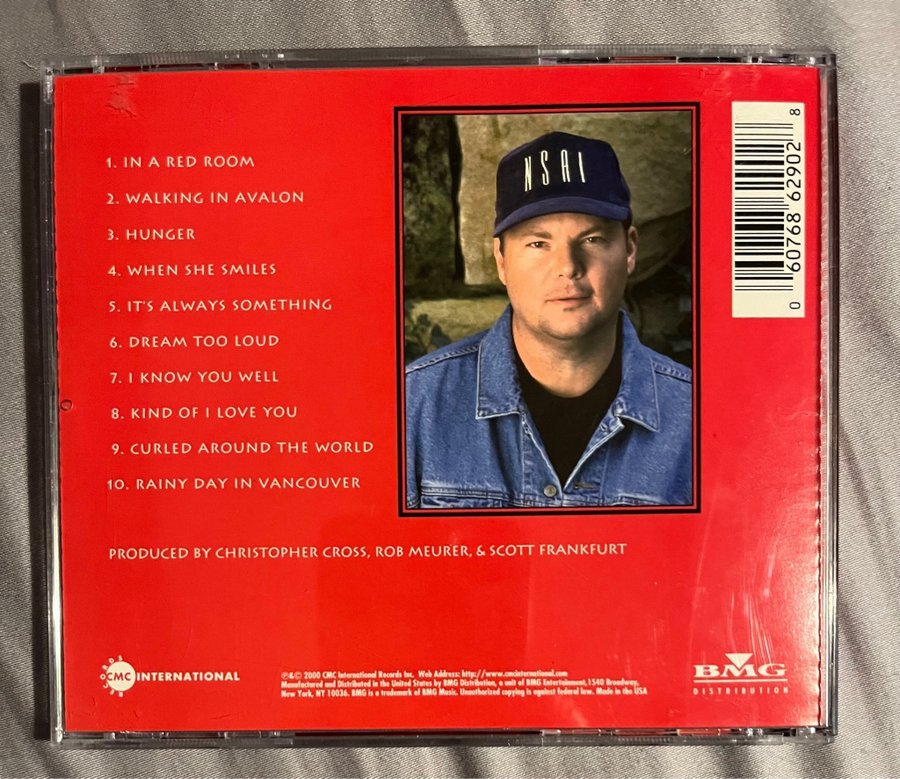 1. IN A RED ROOM
2. WALKING IN AVALON
3. HUNGER
4. WHEN SHE SMILES
5. IT'S ALWAYS SOMETHING
6. DREAM TOO LOUD
7. I KNOW YOU WELL
8. KIND OF I LOVE YOU
9. CURLED AROUND THE WORLD
10. RAINY DAY IN VANCOUVER
NSAI
0 60768 62902 8
PRODUCED BY CHRISTOPHER CROSS, ROB MEURER, & SCOTT FRANKFURT
CMC INTERNATIONAL
℗&© 2000 CMC International Records Inc. Web Address: http://www.cmcinternational.com
Manufactured and Distributed in the United States by BMG Distribution, a unit of BMG Entertainment, 1540 Broadway,
New York, NY 10036. BMG is a trademark of BMG Music. Unauthorized copying is against federal law. Made in the USA
BMG
DISTRIBUTION